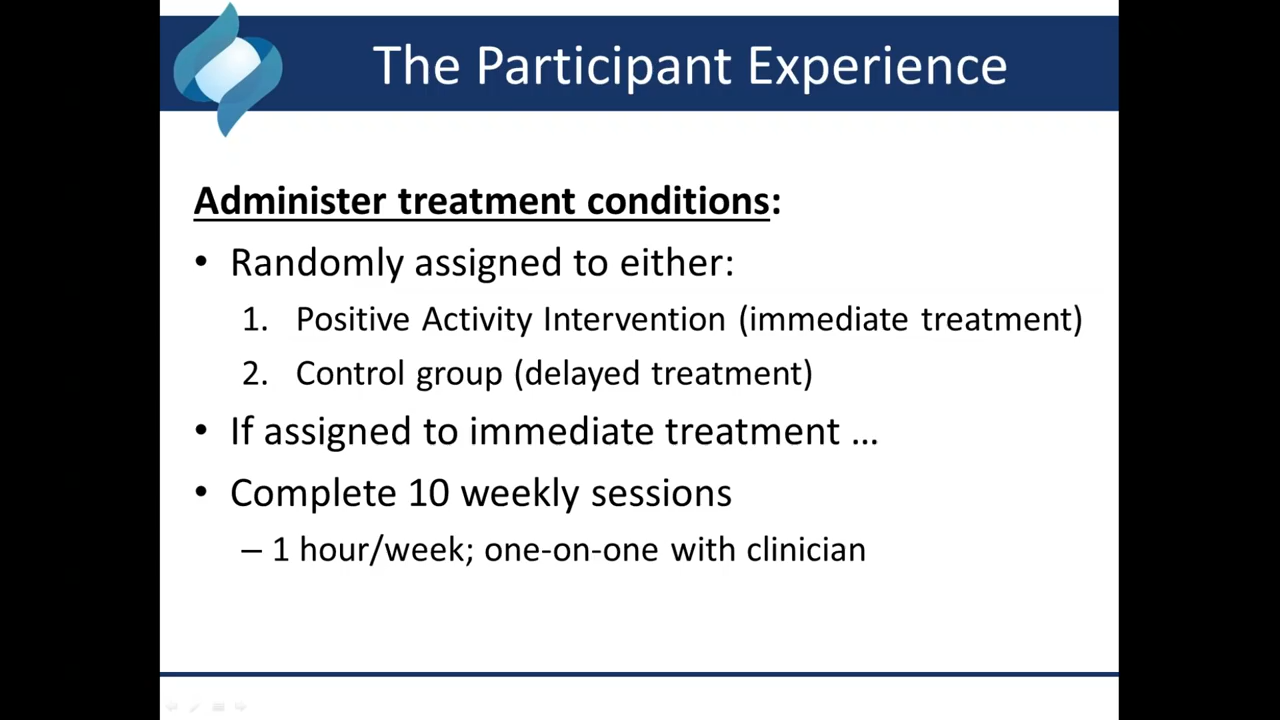 The Participant Experience
Administer treatment conditions:
• Randomly assigned to either:
1. Positive Activity Intervention (immediate treatment)
2. Control group (delayed treatment)
• If assigned to immediate treatment …
• Complete 10 weekly sessions
– 1 hour/week; one-on-one with clinician